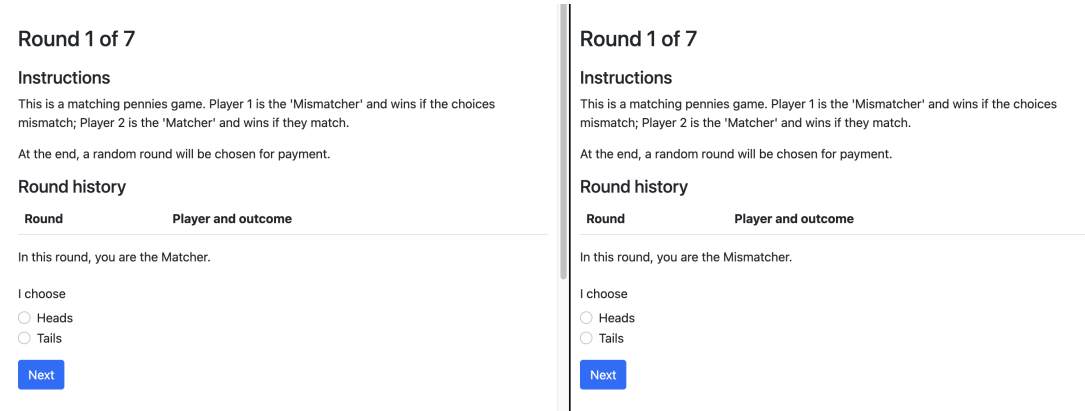 Round 1 of 7
Instructions
This is a matching pennies game. Player 1 is the 'Mismatcher' and wins if the choices
mismatch; Player 2 is the 'Matcher' and wins if they match.
At the end, a random round will be chosen for payment.
Round history
Round Player and outcome
In this round, you are the Matcher.
I choose
Heads
Tails
Next
Round 1 of 7
Instructions
This is a matching pennies game. Player 1 is the 'Mismatcher' and wins if the choices
mismatch; Player 2 is the 'Matcher' and wins if they match.
At the end, a random round will be chosen for payment.
Round history
Round Player and outcome
In this round, you are the Mismatcher.
I choose
Heads
Tails
Next